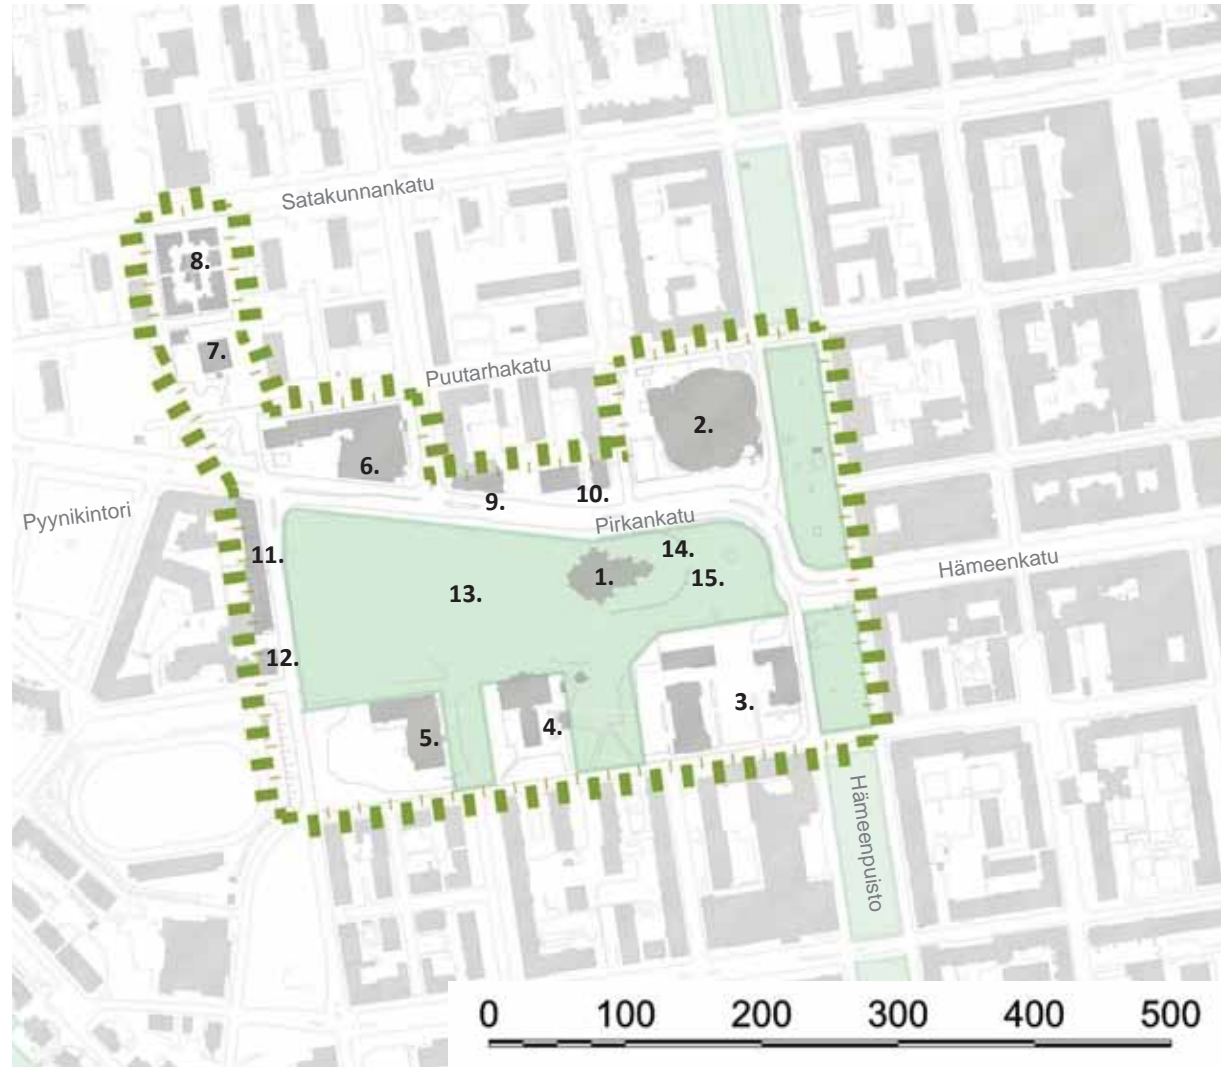 Satakunnankatu
8.
7.
Puutarhakatu
2.
6.
9.
10.
Pyynikintori
Pirkankatu
11.
14.
Hämeenkatu
1.
15.
13.
12.
3.
4.
5.
Hämeenpuisto
0 100 200 300 400 500